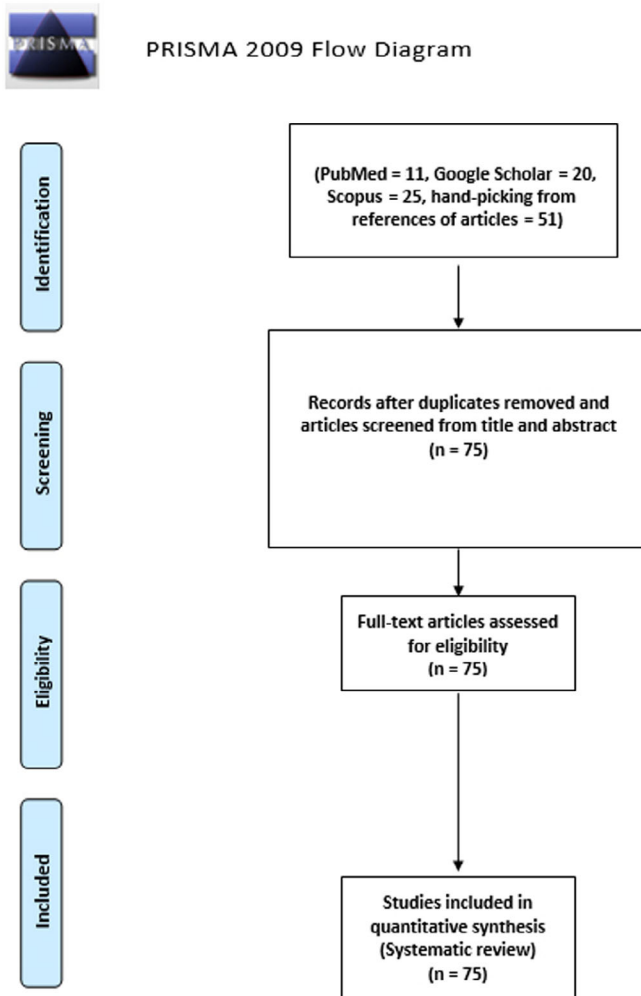 PRISMA
PRISMA 2009 Flow Diagram
Identification
(PubMed = 11, Google Scholar = 20,
Scopus = 25, hand-picking from
references of articles = 51)
Screening
Records after duplicates removed and
articles screened from title and abstract
(n = 75)
Eligibility
Full-text articles assessed
for eligibility
(n = 75)
Included
Studies included in
quantitative synthesis
(Systematic review)
(n = 75)